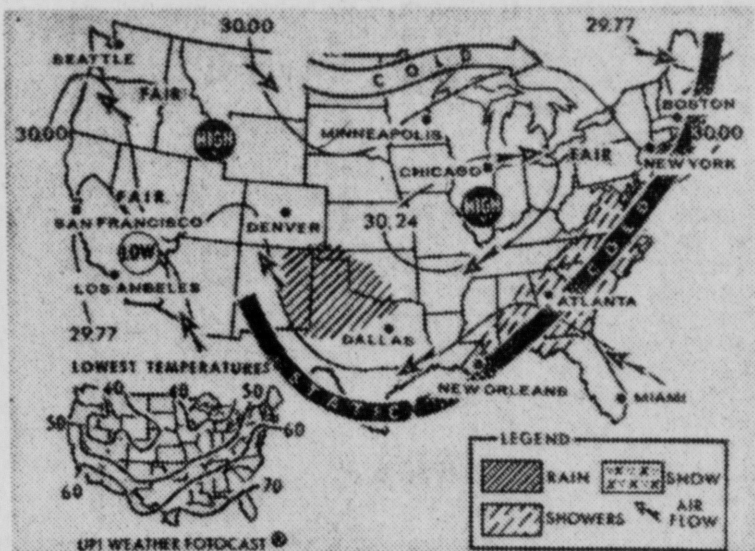 30.00
29.77
SEATTLE
COLD
FAIR
BOSTON
30.00
HIGH
MINNEAPOLIS
30.00
CHICAGO
FAIR
NEW YORK
FAIR
HIGH
SAN FRANCISCO
DENVER
30.24
COLD
LOW
LOS ANGELES
ATLANTA
29.77
DALLAS
LOWEST TEMPERATURES
STATIC
NEW ORLEANS
MIAMI
40
40
50
50
60
60
70
LEGEND
RAIN
SNOW
SHOWERS
AIR
FLOW
UPI WEATHER FOTOCAST ®